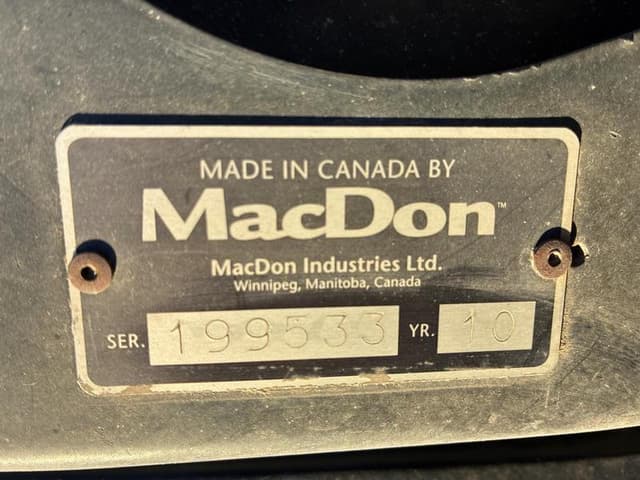 MADE IN CANADA BY
MacDon™
MacDon Industries Ltd.
Winnipeg, Manitoba, Canada
SER. 199533 YR. 10